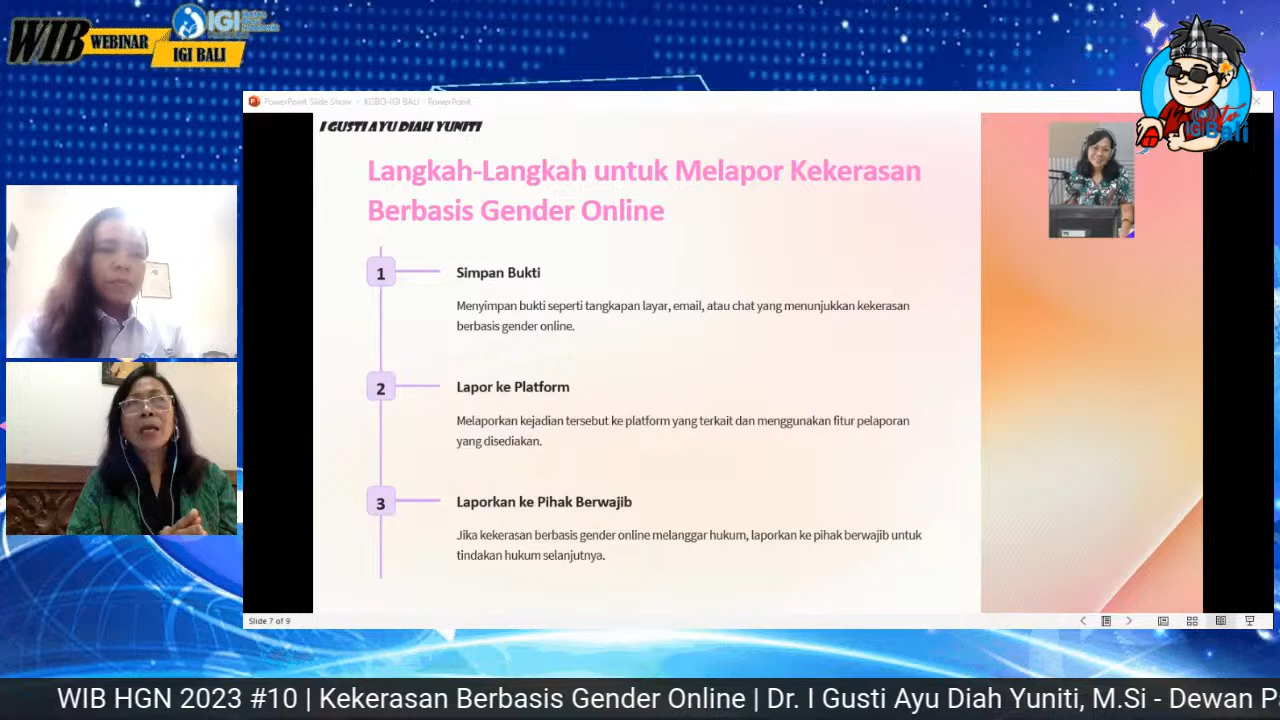 WIB WEBINAR
IGI BALI
IGI
PowerPoint Slide Show - KGBO-IGI BALI - PowerPoint
I GUSTI AYU DIAH YUNITI
IGI Bali
Langkah-Langkah untuk Melapor Kekerasan
Berbasis Gender Online
1
Simpan Bukti
Menyimpan bukti seperti tangkapan layar, email, atau chat yang menunjukkan kekerasan
berbasis gender online.
2
Lapor ke Platform
Melaporkan kejadian tersebut ke platform yang terkait dan menggunakan fitur pelaporan
yang disediakan.
3
Laporkan ke Pihak Berwajib
Jika kekerasan berbasis gender online melanggar hukum, laporkan ke pihak berwajib untuk
tindakan hukum selanjutnya.
Slide 7 of 9
WIB HGN 2023 #10 | Kekerasan Berbasis Gender Online | Dr. I Gusti Ayu Diah Yuniti, M.Si - Dewan P